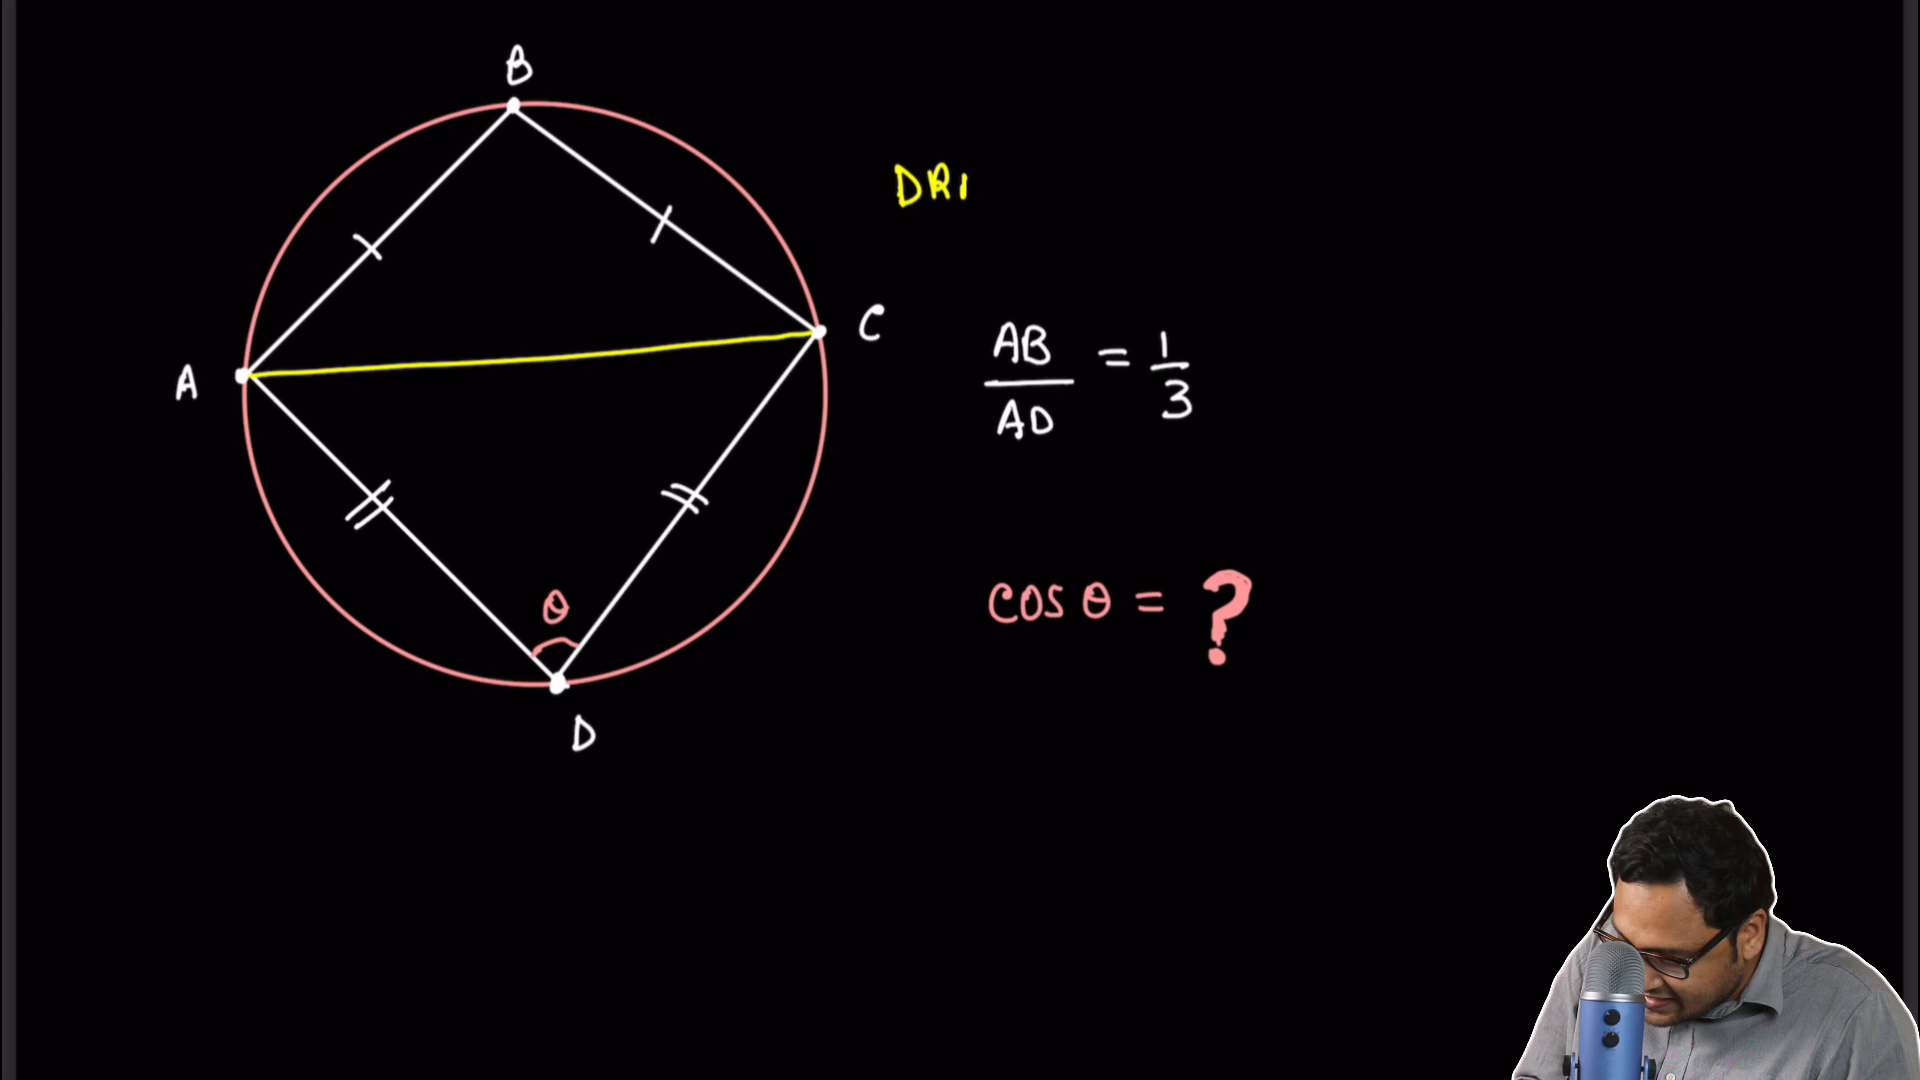 B
DRI
C
A
AB
AD
= 1
3
θ
cos θ = ?
D